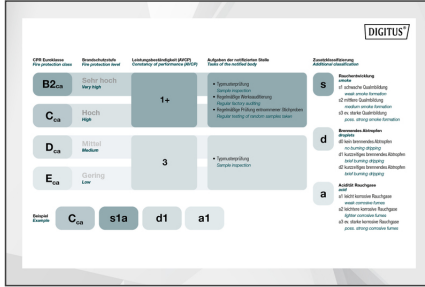 DIGITUS®
CPR Euroklasse
Fire protection class
Brandschutzstufe
Fire protection level
Leistungsbeständigkeit (AVCP)
Constancy of performance (AVCP)
Aufgaben der notifizierten Stelle
Tasks of the notified body
Zusatzklassifizierung
Additional classification
B2ca
Sehr hoch
Very high
Cca
Hoch
High
1+
• Typmusterprüfung
Sample inspection
• Regelmäßige Werksauditierung
Regular factory auditing
• Regelmäßige Prüfung entnommener Stichproben
Regular testing of random samples taken
Dca
Mittel
Medium
Eca
Gering
Low
3
• Typmusterprüfung
Sample inspection
s
Rauchentwicklung
smoke
s1 schwache Qualmbildung
weak smoke formation
s2 mittlere Qualmbildung
medium smoke formation
s3 ev. starke Qualmbildung
poss. strong smoke formation
d
Brennendes Abtropfen
droplets
d0 kein brennendes Abtropfen
no burning dripping
d1 kurzzeitiges brennendes Abtropfen
brief burning dripping
d2 kurzzeitiges brennendes Abtropfen
brief burning dripping
a
Acidität Rauchgase
acid
a1 leicht korrosive Rauchgase
weak corrosive fumes
a2 leichtere korrosive Rauchgase
lighter corrosive fumes
a3 ev. starke korrosive Rauchgase
poss. strong corrosive fumes
Beispiel
Example
Cca
s1a
d1
a1